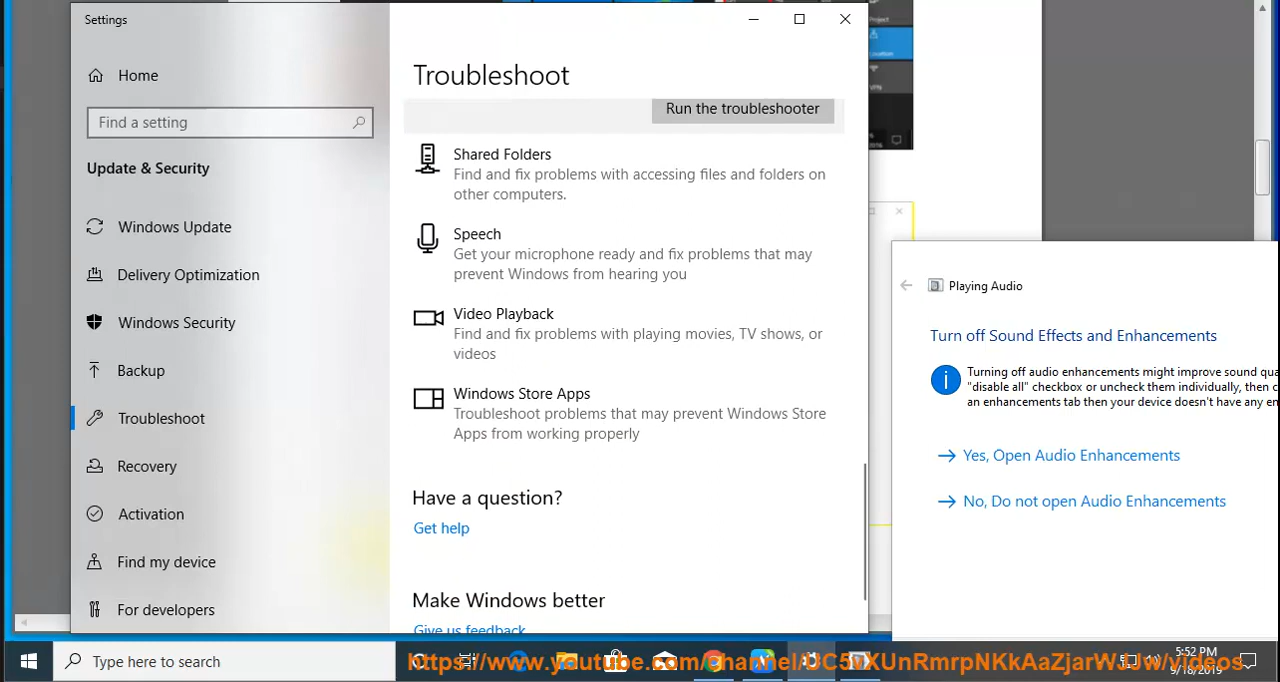 Settings
Home
Find a setting
Update & Security
Windows Update
Delivery Optimization
Windows Security
Backup
Troubleshoot
Recovery
Activation
Find my device
For developers
Troubleshoot
Run the troubleshooter
Shared Folders
Find and fix problems with accessing files and folders on
other computers.
Speech
Get your microphone ready and fix problems that may
prevent Windows from hearing you
Video Playback
Find and fix problems with playing movies, TV shows, or
videos
Windows Store Apps
Troubleshoot problems that may prevent Windows Store
Apps from working properly
Have a question?
Get help
Make Windows better
Give us feedback
Project
VPN
Playing Audio
Turn off Sound Effects and Enhancements
Turning off audio enhancements might improve sound qua
"disable all" checkbox or uncheck them individually, then c
an enhancements tab then your device doesn't have any en
Yes, Open Audio Enhancements
No, Do not open Audio Enhancements
Type here to search
5:52 PM
9/18/2019